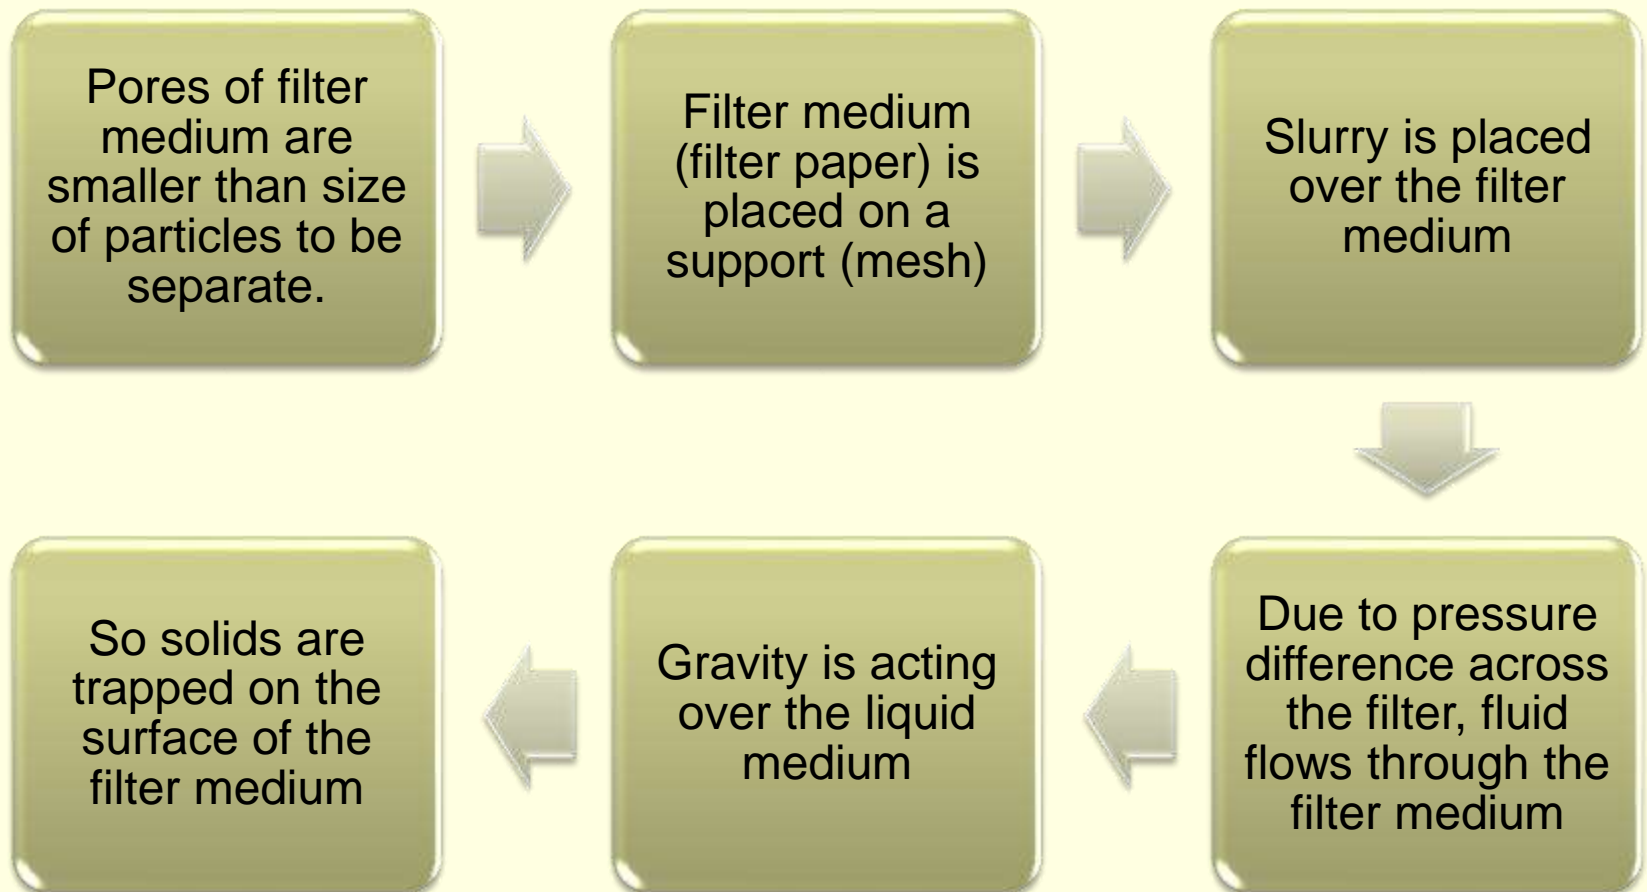 Pores of filter
medium are
smaller than size
of particles to be
separate.
Filter medium
(filter paper) is
placed on a
support (mesh)
Slurry is placed
over the filter
medium
Due to pressure
difference across
the filter, fluid
flows through the
filter medium
Gravity is acting
over the liquid
medium
So solids are
trapped on the
surface of the
filter medium